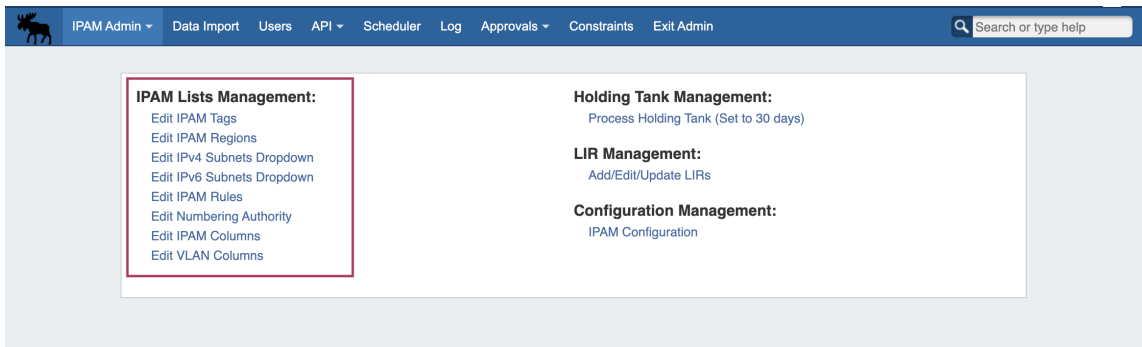 IPAM Admin Data Import Users API Scheduler Log Approvals Constraints Exit Admin Search or type help
IPAM Lists Management:
Edit IPAM Tags
Edit IPAM Regions
Edit IPv4 Subnets Dropdown
Edit IPv6 Subnets Dropdown
Edit IPAM Rules
Edit Numbering Authority
Edit IPAM Columns
Edit VLAN Columns
Holding Tank Management:
Process Holding Tank (Set to 30 days)
LIR Management:
Add/Edit/Update LIRs
Configuration Management:
IPAM Configuration